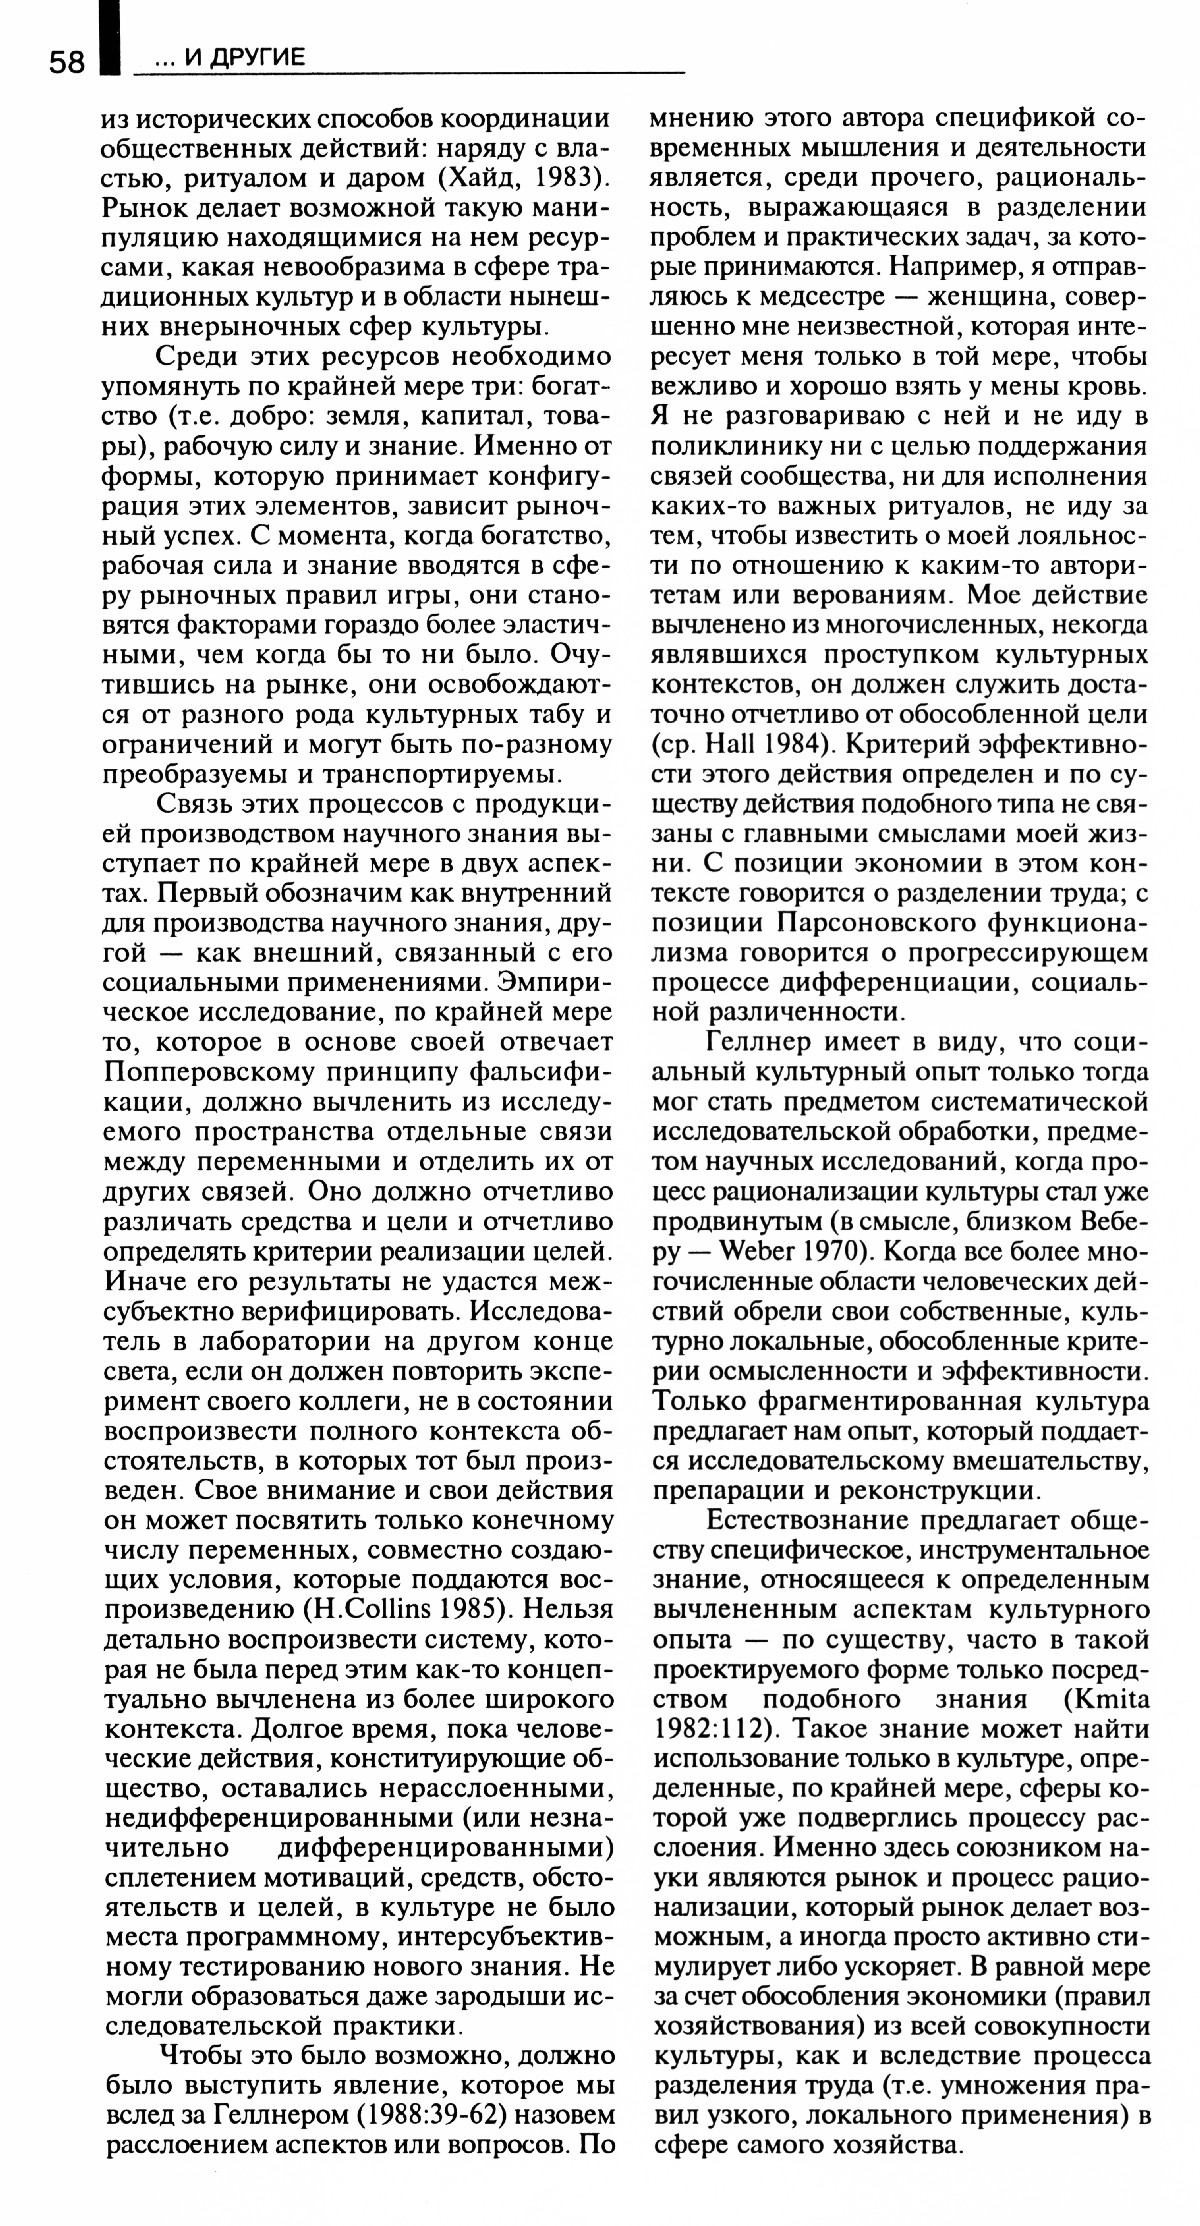 58
... И ДРУГИЕ
из исторических способов координации
общественных действий: наряду с вла-
стью, ритуалом и даром (Хайд, 1983).
Рынок делает возможной такую мани-
пуляцию находящимися на нем ресур-
сами, какая невообразима в сфере тра-
диционных культур и в области нынеш-
них внерыночных сфер культуры.
Среди этих ресурсов необходимо
упомянуть по крайней мере три: богат-
ство (т.е. добро: земля, капитал, това-
ры), рабочую силу и знание. Именно от
формы, которую принимает конфигу-
рация этих элементов, зависит рыноч-
ный успех. С момента, когда богатство,
рабочая сила и знание вводятся в сфе-
ру рыночных правил игры, они стано-
вятся факторами гораздо более эластич-
ными, чем когда бы то ни было. Очу-
тившись на рынке, они освобождают-
ся от разного рода культурных табу и
ограничений и могут быть по-разному
преобразуемы и транспортируемы.
Связь этих процессов с продукци-
ей производством научного знания вы-
ступает по крайней мере в двух аспек-
тах. Первый обозначим как внутренний
для производства научного знания, дру-
гой — как внешний, связанный с его
социальными применениями. Эмпири-
ческое исследование, по крайней мере
то, которое в основе своей отвечает
Попперовскому принципу фальсифи-
кации, должно вычленить из исследу-
емого пространства отдельные связи
между переменными и отделить их от
других связей. Оно должно отчетливо
различать средства и цели и отчетливо
определять критерии реализации целей.
Иначе его результаты не удастся меж-
субъектно верифицировать. Исследова-
тель в лаборатории на другом конце
света, если он должен повторить экспе-
римент своего коллеги, не в состоянии
воспроизвести полного контекста об-
стоятельств, в которых тот был произ-
веден. Свое внимание и свои действия
он может посвятить только конечному
числу переменных, совместно создаю-
щих условия, которые поддаются вос-
произведению (H.Collins 1985). Нельзя
детально воспроизвести систему, кото-
рая не была перед этим как-то концеп-
туально вычленена из более широкого
контекста. Долгое время, пока челове-
ческие действия, конституирующие об-
щество, оставались нерасслоенными,
недифференцированными (или незна-
чительно дифференцированными)
сплетением мотиваций, средств, обсто-
ятельств и целей, в культуре не было
места программному, интерсубъектив-
ному тестированию нового знания. Не
могли образоваться даже зародыши ис-
следовательской практики.
Чтобы это было возможно, должно
было выступить явление, которое мы
вслед за Геллнером (1988:39-62) назовем
расслоением аспектов или вопросов. По
мнению этого автора спецификой со-
временных мышления и деятельности
является, среди прочего, рациональ-
ность, выражающаяся в разделении
проблем и практических задач, за кото-
рые принимаются. Например, я отправ-
ляюсь к медсестре — женщина, совер-
шенно мне неизвестной, которая инте-
ресует меня только в той мере, чтобы
вежливо и хорошо взять у мены кровь.
Я не разговариваю с ней и не иду в
поликлинику ни с целью поддержания
связей сообщества, ни для исполнения
каких-то важных ритуалов, не иду за
тем, чтобы известить о моей лояльнос-
ти по отношению к каким-то автори-
тетам или верованиям. Мое действие
вычленено из многочисленных, некогда
являвшихся проступком культурных
контекстов, он должен служить доста-
точно отчетливо от обособленной цели
(ср. Hall 1984). Критерий эффективно-
сти этого действия определен и по су-
ществу действия подобного типа не свя-
заны с главными смыслами моей жиз-
ни. С позиции экономии в этом кон-
тексте говорится о разделении труда; с
позиции Парсоновского функциона-
лизма говорится о прогрессирующем
процессе дифференциации, социаль-
ной различенности.
Геллнер имеет в виду, что соци-
альный культурный опыт только тогда
мог стать предметом систематической
исследовательской обработки, предме-
том научных исследований, когда про-
цесс рационализации культуры стал уже
продвинутым (в смысле, близком Вебе-
ру — Weber 1970). Когда все более мно-
гочисленные области человеческих дей-
ствий обрели свои собственные, куль-
турно локальные, обособленные крите-
рии осмысленности и эффективности.
Только фрагментированная культура
предлагает нам опыт, который поддает-
ся исследовательскому вмешательству,
препарации и реконструкции.
Естествознание предлагает обще-
ству специфическое, инструментальное
знание, относящееся к определенным
вычлененным аспектам культурного
опыта — по существу, часто в такой
проектируемого форме только посред-
ством подобного знания (Kmita
1982:112). Такое знание может найти
использование только в культуре, опре-
деленные, по крайней мере, сферы ко-
торой уже подверглись процессу рас-
слоения. Именно здесь союзником на-
уки являются рынок и процесс рацио-
нализации, который рынок делает воз-
можным, а иногда просто активно сти-
мулирует либо ускоряет. В равной мере
за счет обособления экономики (правил
хозяйствования) из всей совокупности
культуры, как и вследствие процесса
разделения труда (т.е. умножения пра-
вил узкого, локального применения) в
сфере самого хозяйства.